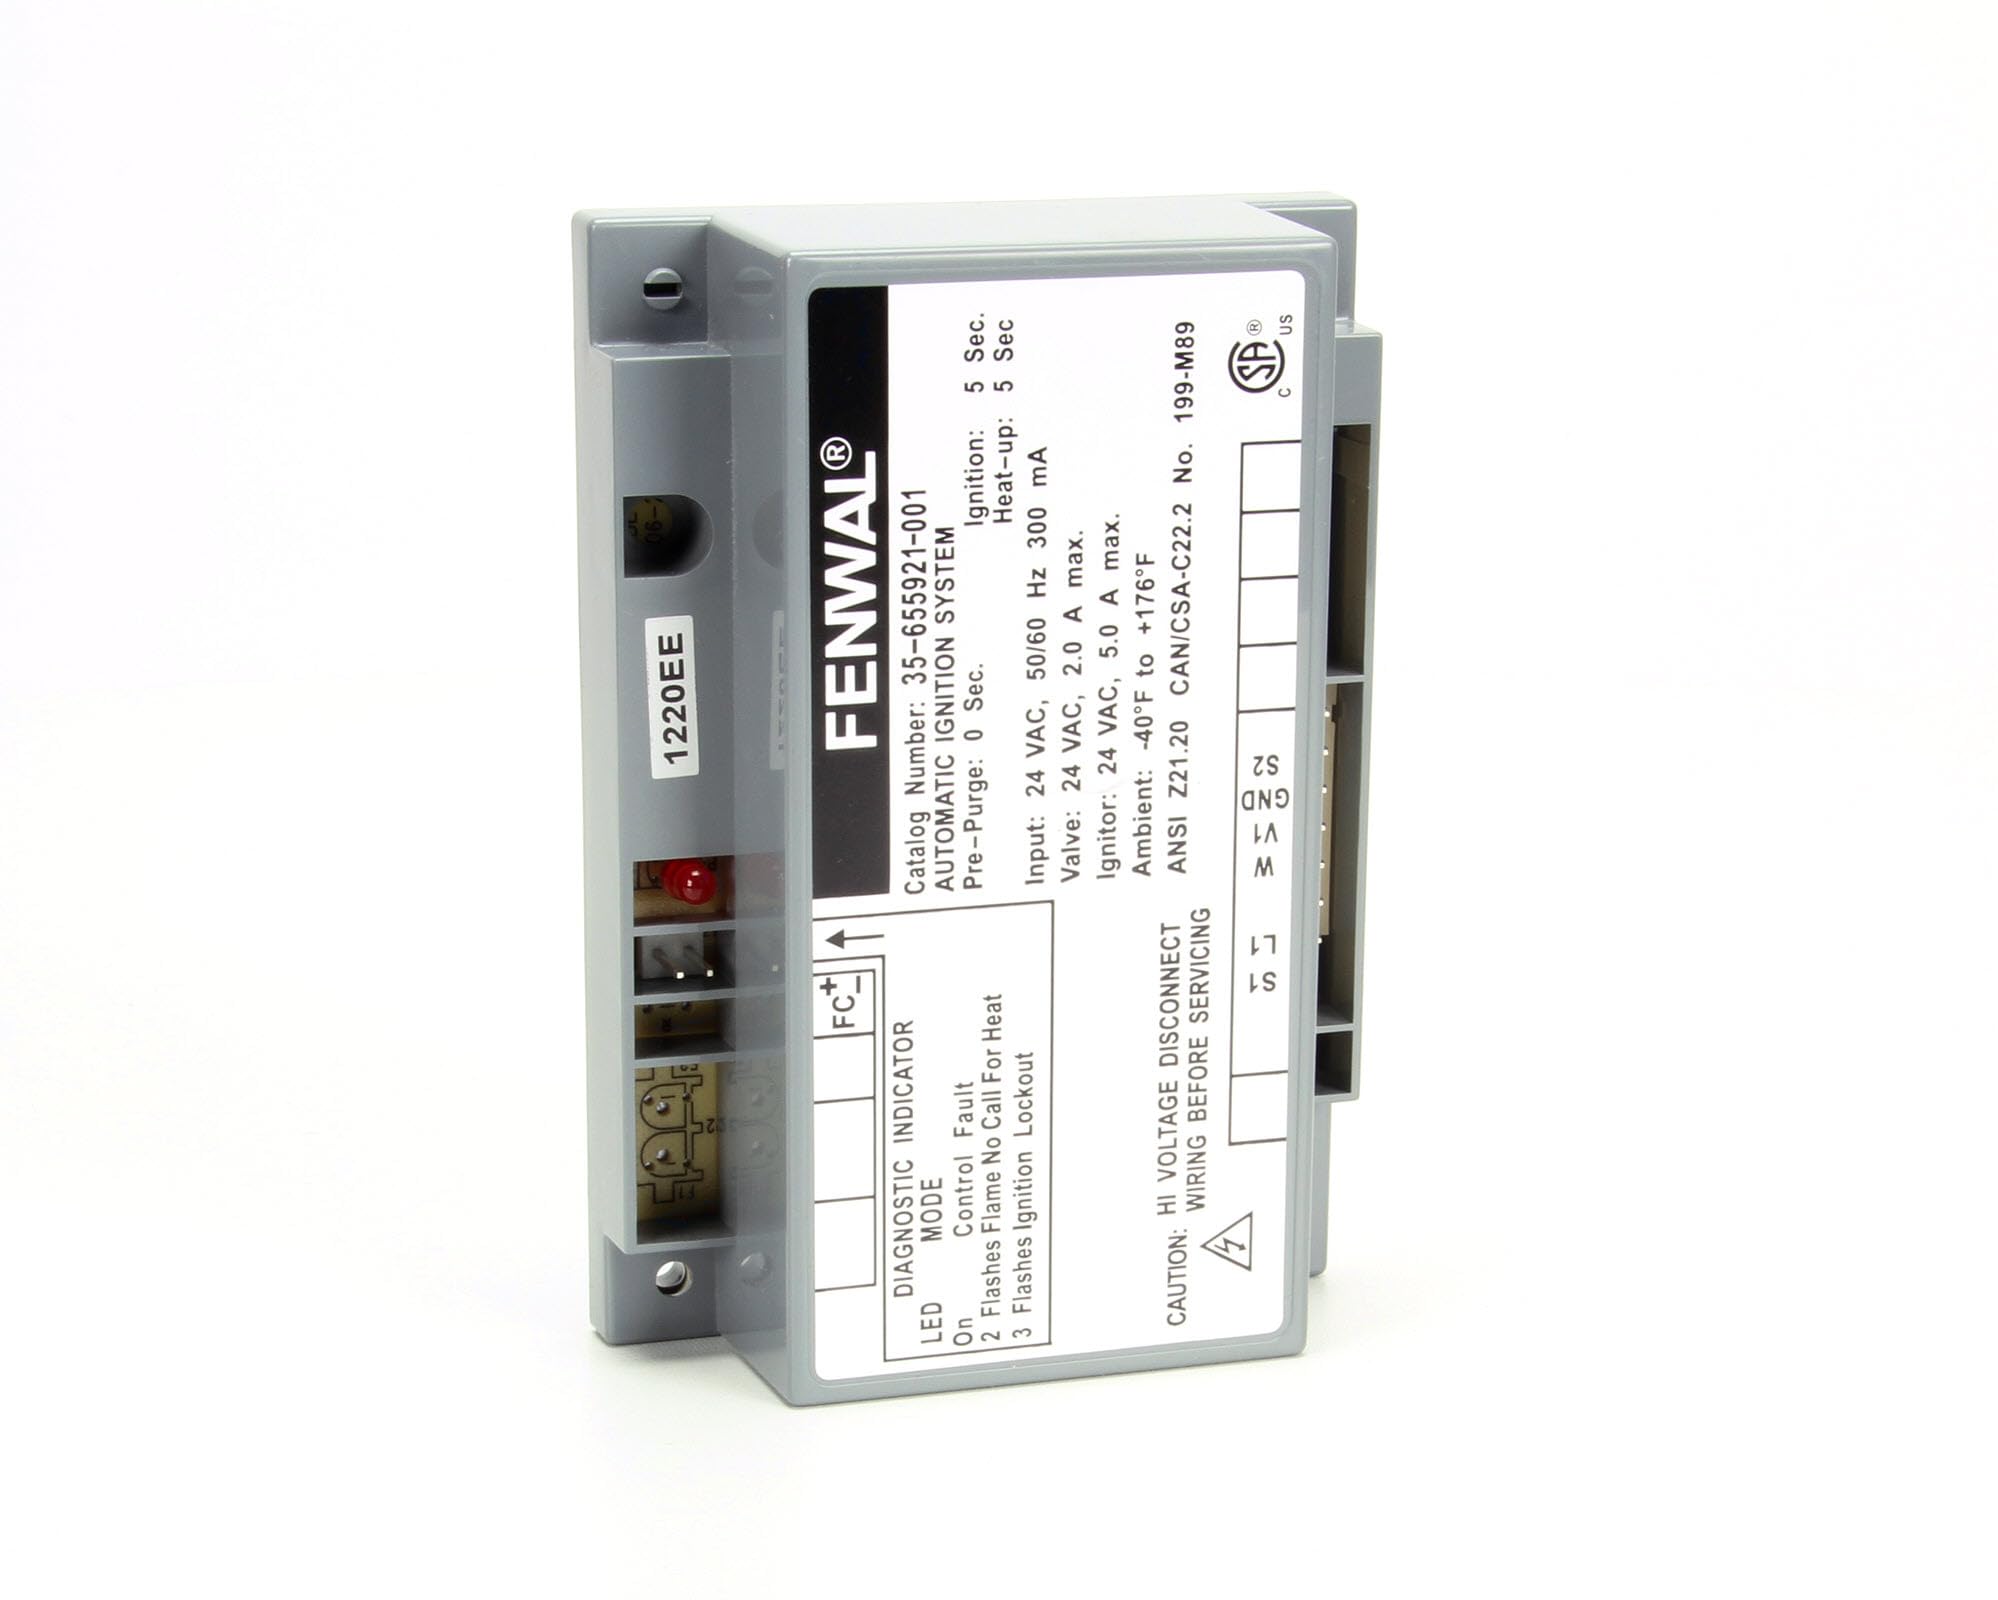 1220EE
FENWAL®
Catalog Number: 35-655921-001
AUTOMATIC IGNITION SYSTEM
Pre-Purge: 0 Sec. Ignition: 5 Sec.
Heat-up: 5 Sec
Input: 24 VAC, 50/60 Hz 300 mA
Valve: 24 VAC, 2.0 A max.
Ignitor: 24 VAC, 5.0 A max.
Ambient: -40°F to +176°F
ANSI Z21.20 CAN/CSA-C22.2 No. 199-M89
CSA®
C US
FC+-
DIAGNOSTIC INDICATOR
LED MODE
On Control Fault
2 Flashes Flame No Call For Heat
3 Flashes Ignition Lockout
CAUTION: HI VOLTAGE DISCONNECT
WIRING BEFORE SERVICING
S1 L1 W V1 GND S2